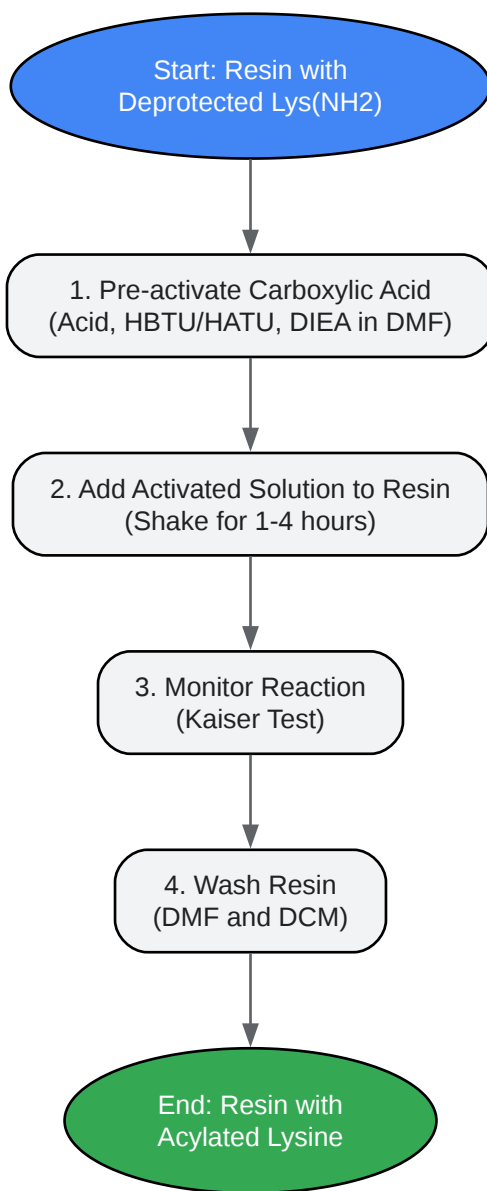 Start: Resin with
Deprotected Lys(NH2)
1. Pre-activate Carboxylic Acid
(Acid, HBTU/HATU, DIEA in DMF)
2. Add Activated Solution to Resin
(Shake for 1-4 hours)
3. Monitor Reaction
(Kaiser Test)
4. Wash Resin
(DMF and DCM)
End: Resin with
Acylated Lysine